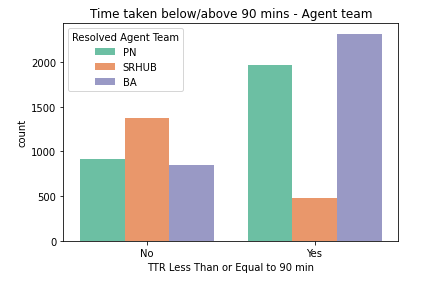 Time taken below/above 90 mins - Agent team
Resolved Agent Team
PN
SRHUB
BA
count
2000
1500
1000
500
0
No
Yes
TTR Less Than or Equal to 90 min